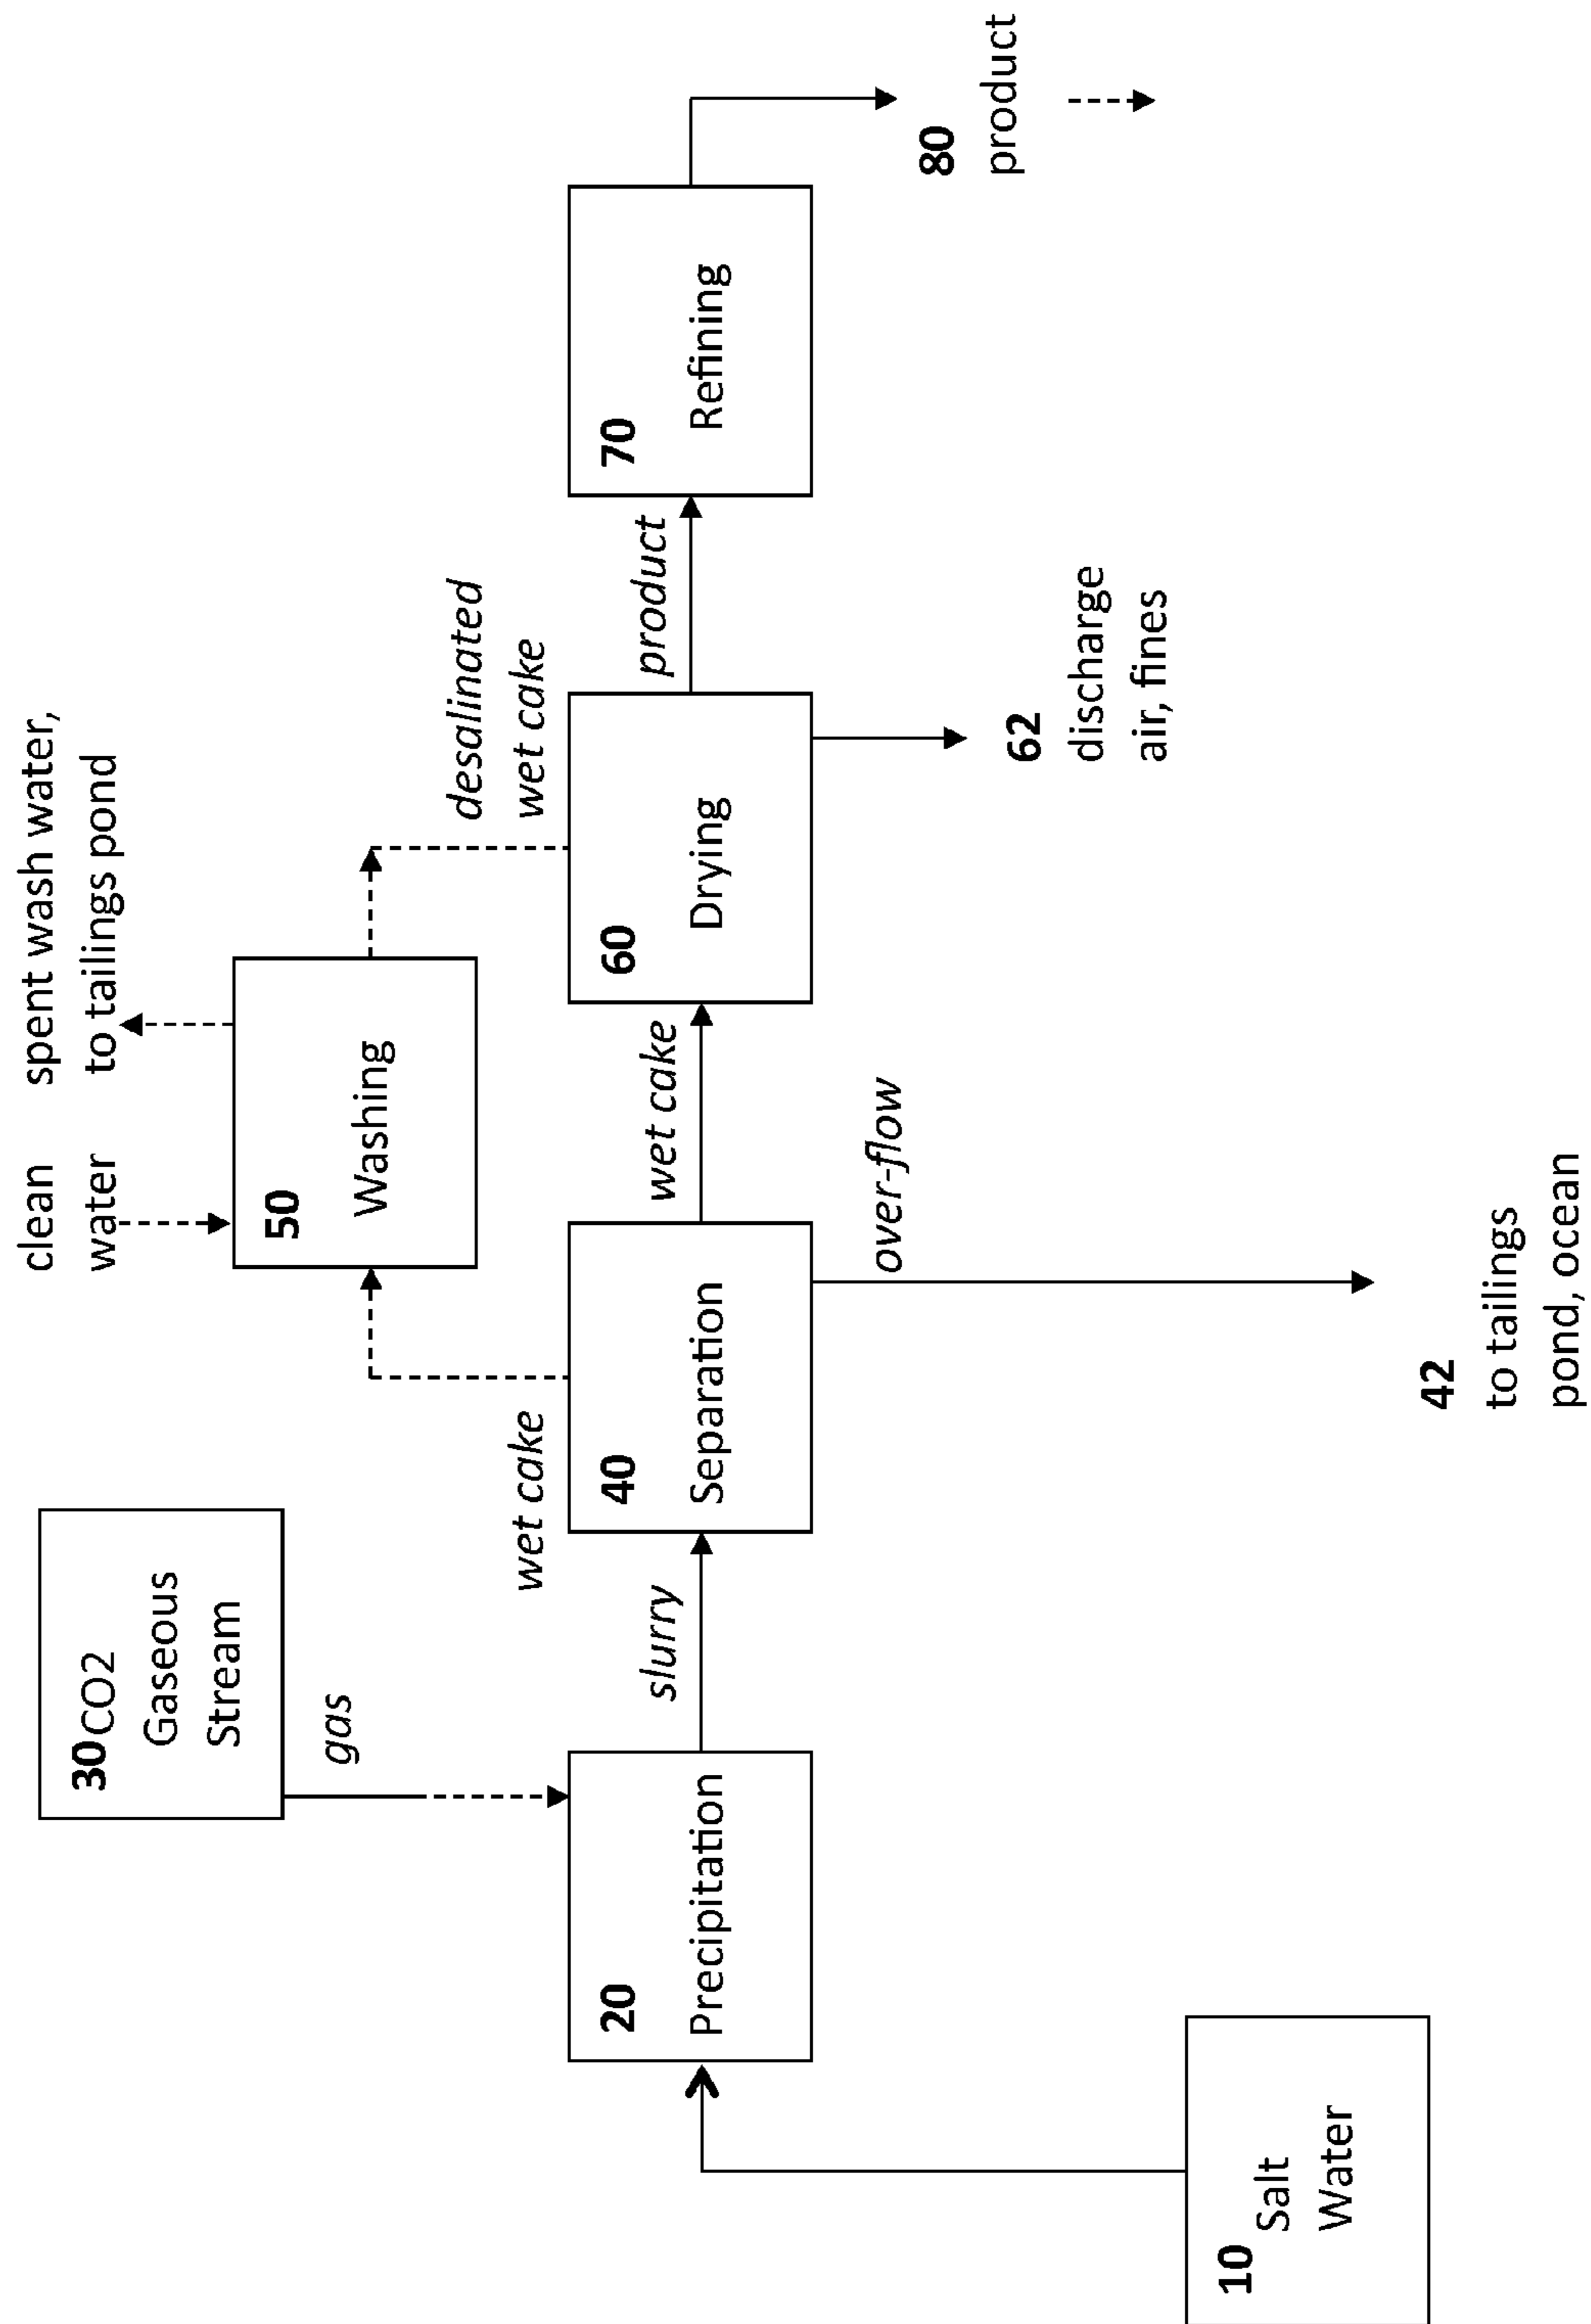 clean
water
spent wash water,
to tailings pond
30 CO2
Gaseous
Stream
gas
50
Washing
wet cake
desalinated
wet cake
20
Precipitation
slurry
40
Separation
wet cake
60
Drying
product
70
Refining
over-flow
80
product
62
discharge
air, fines
10 Salt
Water
42
to tailings
pond, ocean